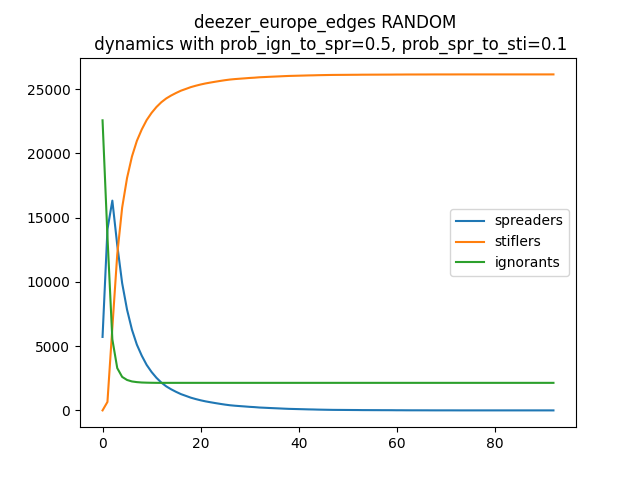 deezer_europe_edges RANDOM
dynamics with prob_ign_to_spr=0.5, prob_spr_to_sti=0.1
25000
20000
15000
10000
5000
0
spreaders
stiflers
ignorants
0 20 40 60 80